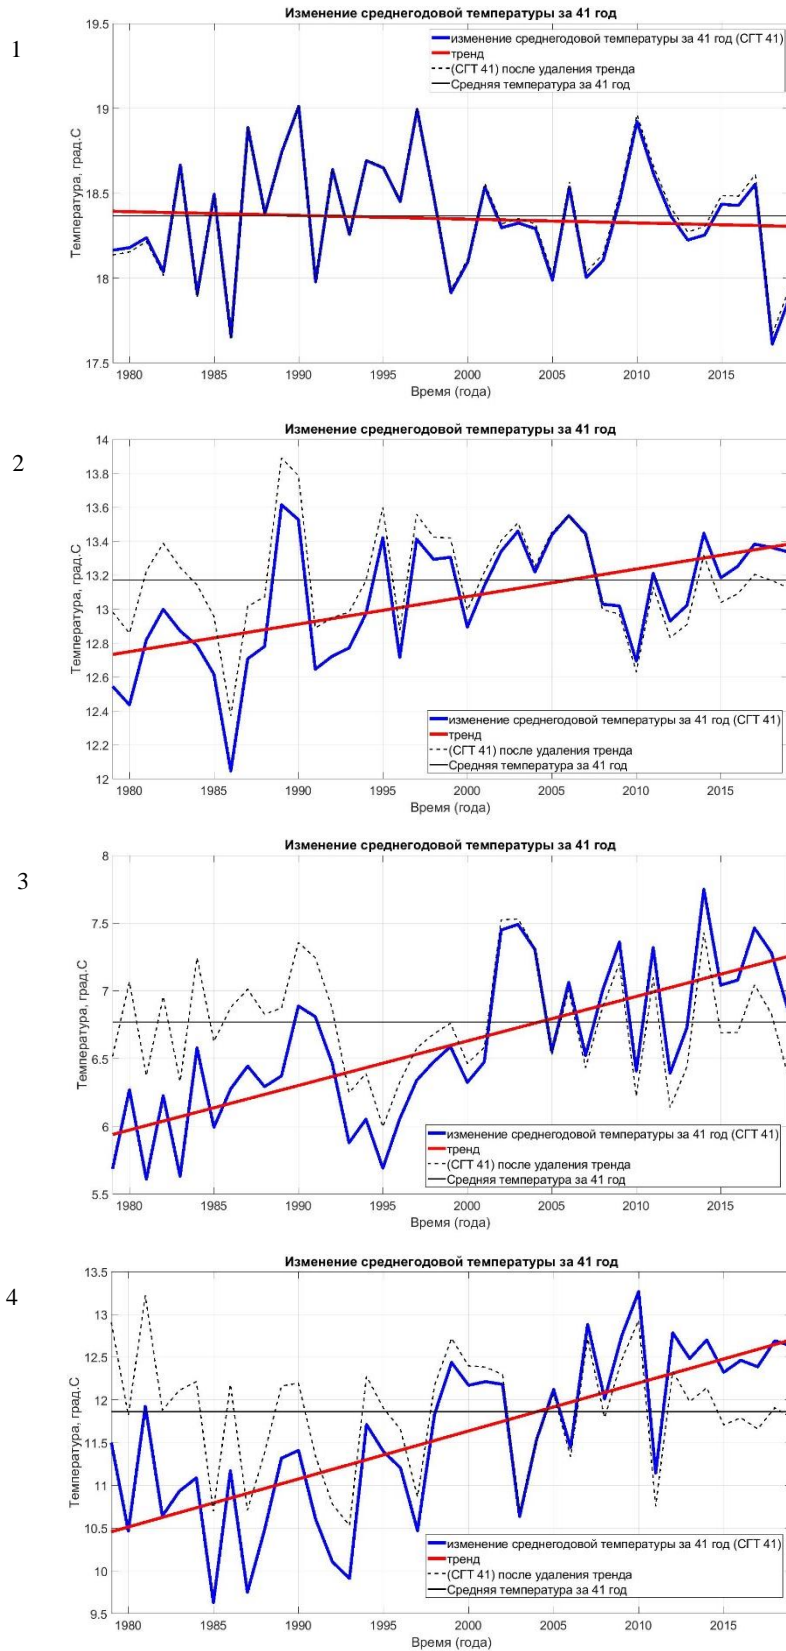 1
Изменение среднегодовой температуры за 41 год
19.5
19
18.5
18
17.5
Температура, град.С
изменение среднегодовой температуры за 41 год (СГТ 41)
тренд
(СГТ 41) после удаления тренда
Средняя температура за 41 год
1980 1985 1990 1995 2000 2005 2010 2015
Время (года)
2
Изменение среднегодовой температуры за 41 год
14
13.8
13.6
13.4
13.2
13
12.8
12.6
12.4
12.2
12
Температура, град.С
изменение среднегодовой температуры за 41 год (СГТ 41)
тренд
(СГТ 41) после удаления тренда
Средняя температура за 41 год
1980 1985 1990 1995 2000 2005 2010 2015
Время (года)
3
Изменение среднегодовой температуры за 41 год
8
7.5
7
6.5
6
5.5
Температура, град.С
изменение среднегодовой температуры за 41 год (СГТ 41)
тренд
(СГТ 41) после удаления тренда
Средняя температура за 41 год
1980 1985 1990 1995 2000 2005 2010 2015
Время (года)
4
Изменение среднегодовой температуры за 41 год
13.5
13
12.5
12
11.5
11
10.5
10
9.5
Температура, град.С
изменение среднегодовой температуры за 41 год (СГТ 41)
тренд
(СГТ 41) после удаления тренда
Средняя температура за 41 год
1980 1985 1990 1995 2000 2005 2010 2015
Время (года)